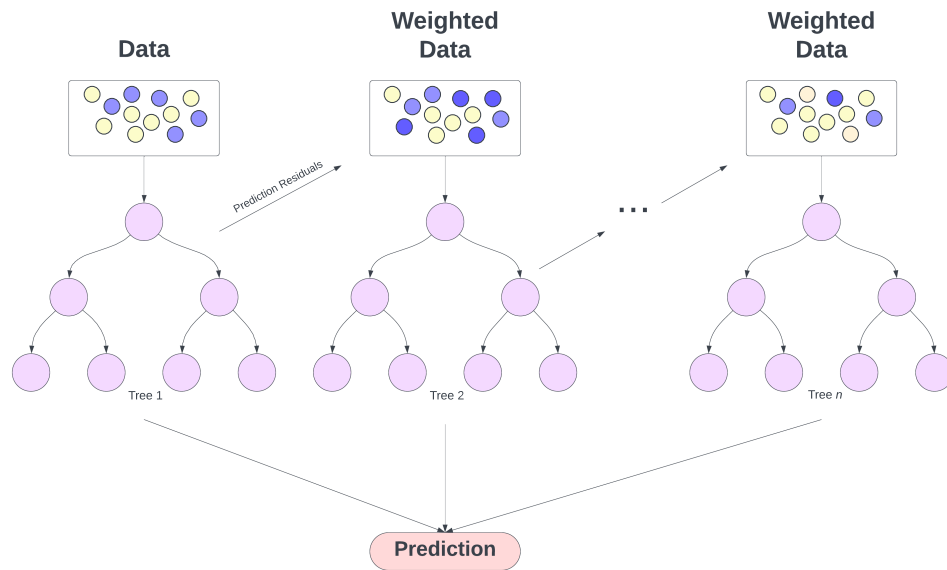 Data
Weighted
Data
Weighted
Data
Prediction Residuals
...
Tree 1
Tree 2
Tree n
Prediction